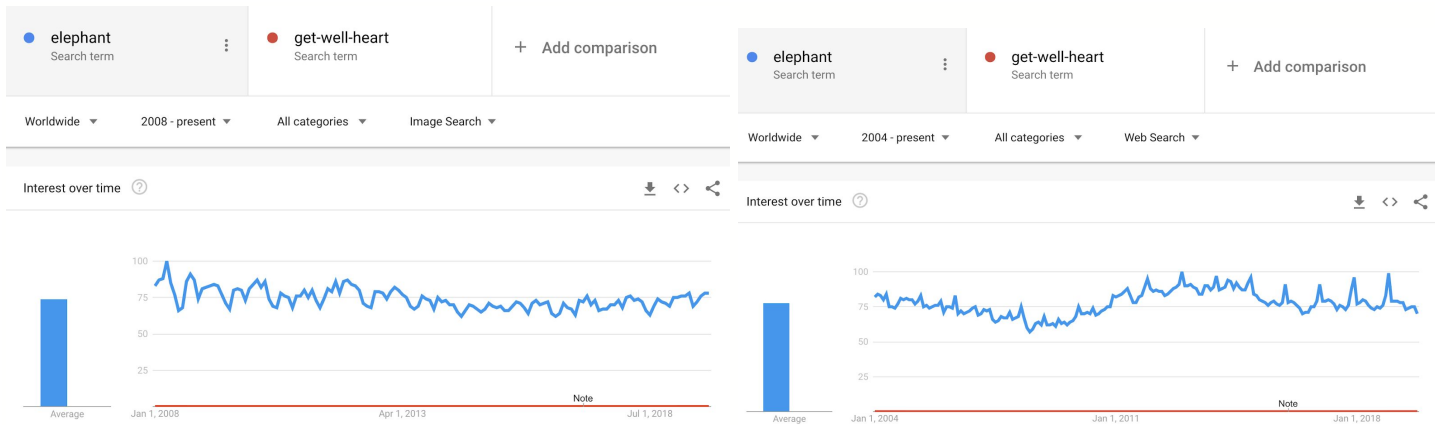 elephant
Search term
get-well-heart
Search term
+ Add comparison
Worldwide
2008 - present
All categories
Image Search
Interest over time
100
75
50
25
Note
Average
Jan 1, 2008
Apr 1, 2013
Jul 1, 2018
elephant
Search term
get-well-heart
Search term
+ Add comparison
Worldwide
2004 - present
All categories
Web Search
Interest over time
100
75
50
25
Note
Average
Jan 1, 2004
Jan 1, 2011
Jan 1, 2018